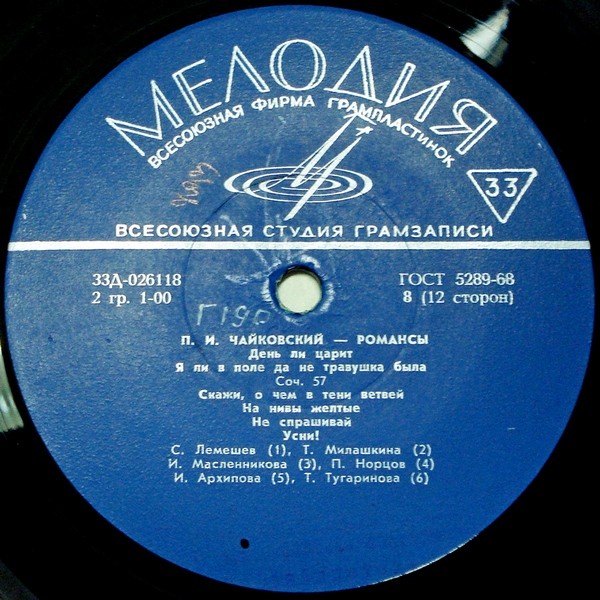 МЕЛОДИЯ
ВСЕСОЮЗНАЯ ФИРМА ГРАМПЛАСТИНОК
33
ВСЕСОЮЗНАЯ СТУДИЯ ГРАМЗАПИСИ
33Д-026118
ГОСТ 5289-68
2 гр. 1-00
8 (12 сторон)
П. И. ЧАЙКОВСКИЙ — РОМАНСЫ
День ли царит
Я ли в поле да не травушка была
Соч. 57
Скажи, о чем в тени ветвей
На нивы желтые
Не спрашивай
Усни!
С. Лемешев (1), Т. Милашкина (2)
И. Масленникова (3), П. Норцов (4)
И. Архипова (5), Т. Тугаринова (6)